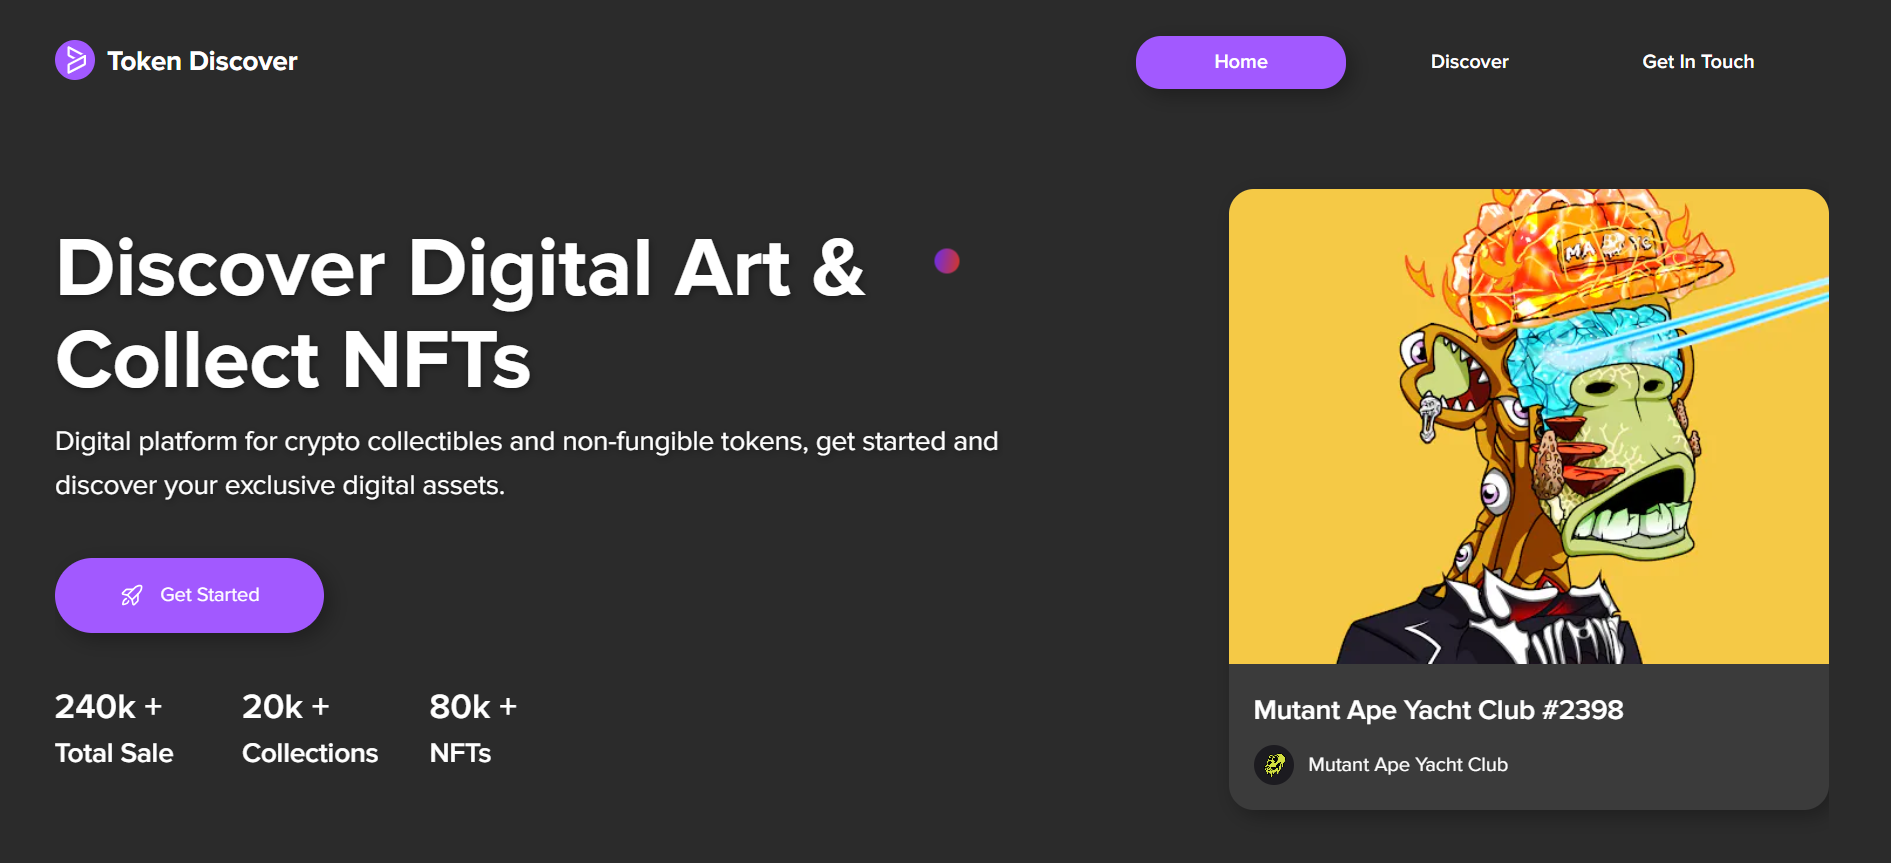 Token Discover
Home
Discover
Get In Touch
Discover Digital Art &
Collect NFTs
Digital platform for crypto collectibles and non-fungible tokens, get started and
discover your exclusive digital assets.
Get Started
240k +
Total Sale
20k +
Collections
80k +
NFTs
Mutant Ape Yacht Club #2398
Mutant Ape Yacht Club